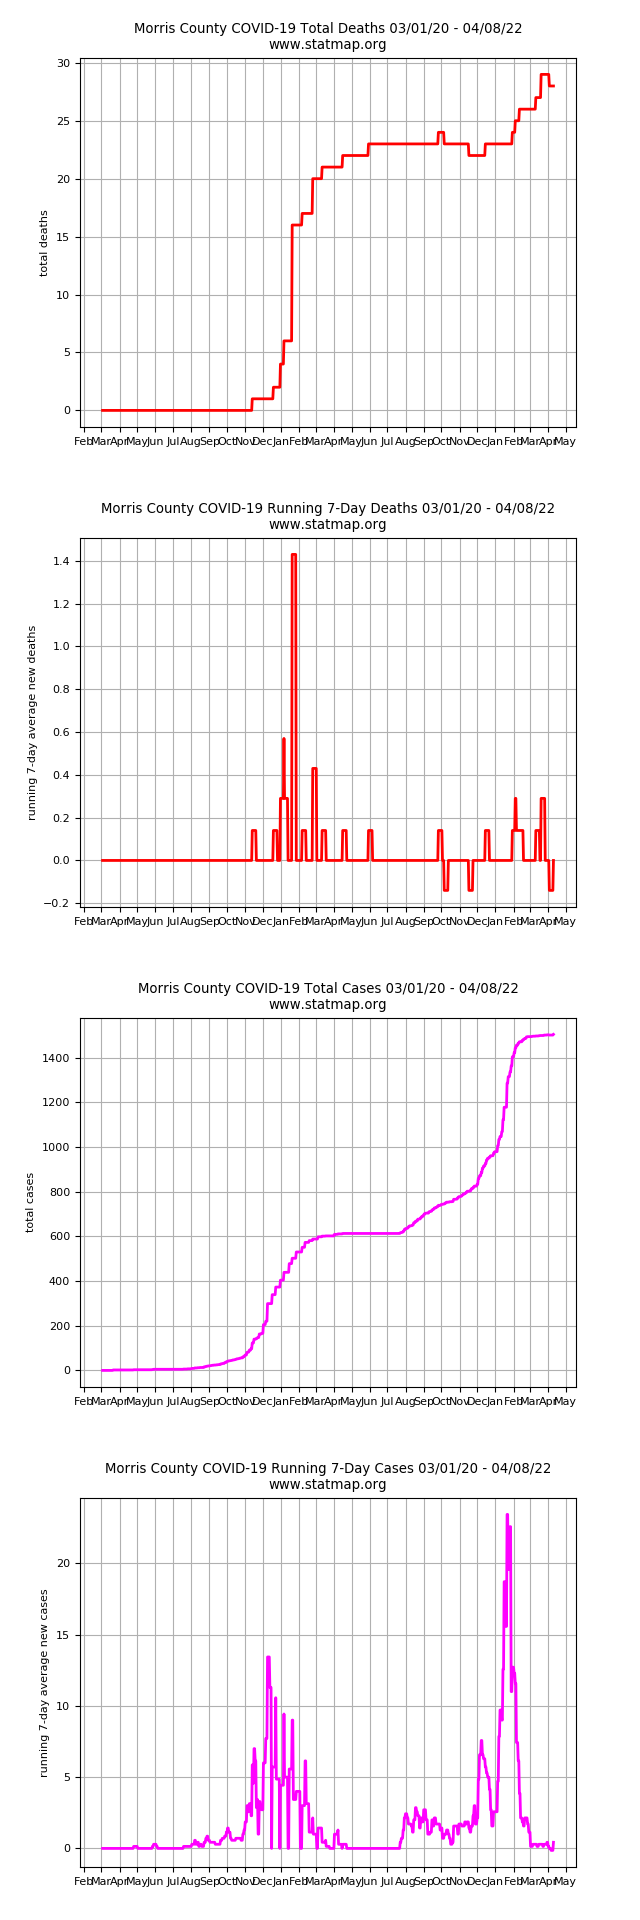 Morris County COVID-19 Total Deaths 03/01/20 - 04/08/22
www.statmap.org
30
25
20
15
10
5
0
total deaths
Feb Mar Apr May Jun Jul Aug Sep Oct Nov Dec Jan Feb Mar Apr May Jun Jul Aug Sep Oct Nov Dec Jan Feb Mar Apr May
Morris County COVID-19 Running 7-Day Deaths 03/01/20 - 04/08/22
www.statmap.org
1.4
1.2
1.0
0.8
0.6
0.4
0.2
0.0
−0.2
running 7-day average new deaths
Feb Mar Apr May Jun Jul Aug Sep Oct Nov Dec Jan Feb Mar Apr May Jun Jul Aug Sep Oct Nov Dec Jan Feb Mar Apr May
Morris County COVID-19 Total Cases 03/01/20 - 04/08/22
www.statmap.org
1400
1200
1000
800
600
400
200
0
total cases
Feb Mar Apr May Jun Jul Aug Sep Oct Nov Dec Jan Feb Mar Apr May Jun Jul Aug Sep Oct Nov Dec Jan Feb Mar Apr May
Morris County COVID-19 Running 7-Day Cases 03/01/20 - 04/08/22
www.statmap.org
20
15
10
5
0
running 7-day average new cases
Feb Mar Apr May Jun Jul Aug Sep Oct Nov Dec Jan Feb Mar Apr May Jun Jul Aug Sep Oct Nov Dec Jan Feb Mar Apr May